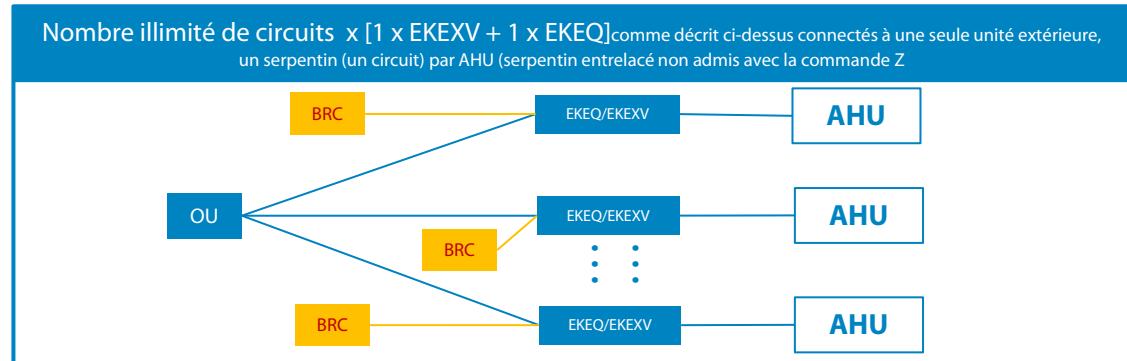 Nombre illimité de circuits x [1 x EKEXV + 1 x EKEQ]comme décrit ci-dessus connectés à une seule unité extérieure,
un serpentin (un circuit) par AHU (serpentin entrelacé non admis avec la commande Z
BRC
EKEQ/EKEXV
AHU
OU
EKEQ/EKEXV
AHU
BRC
BRC
EKEQ/EKEXV
AHU